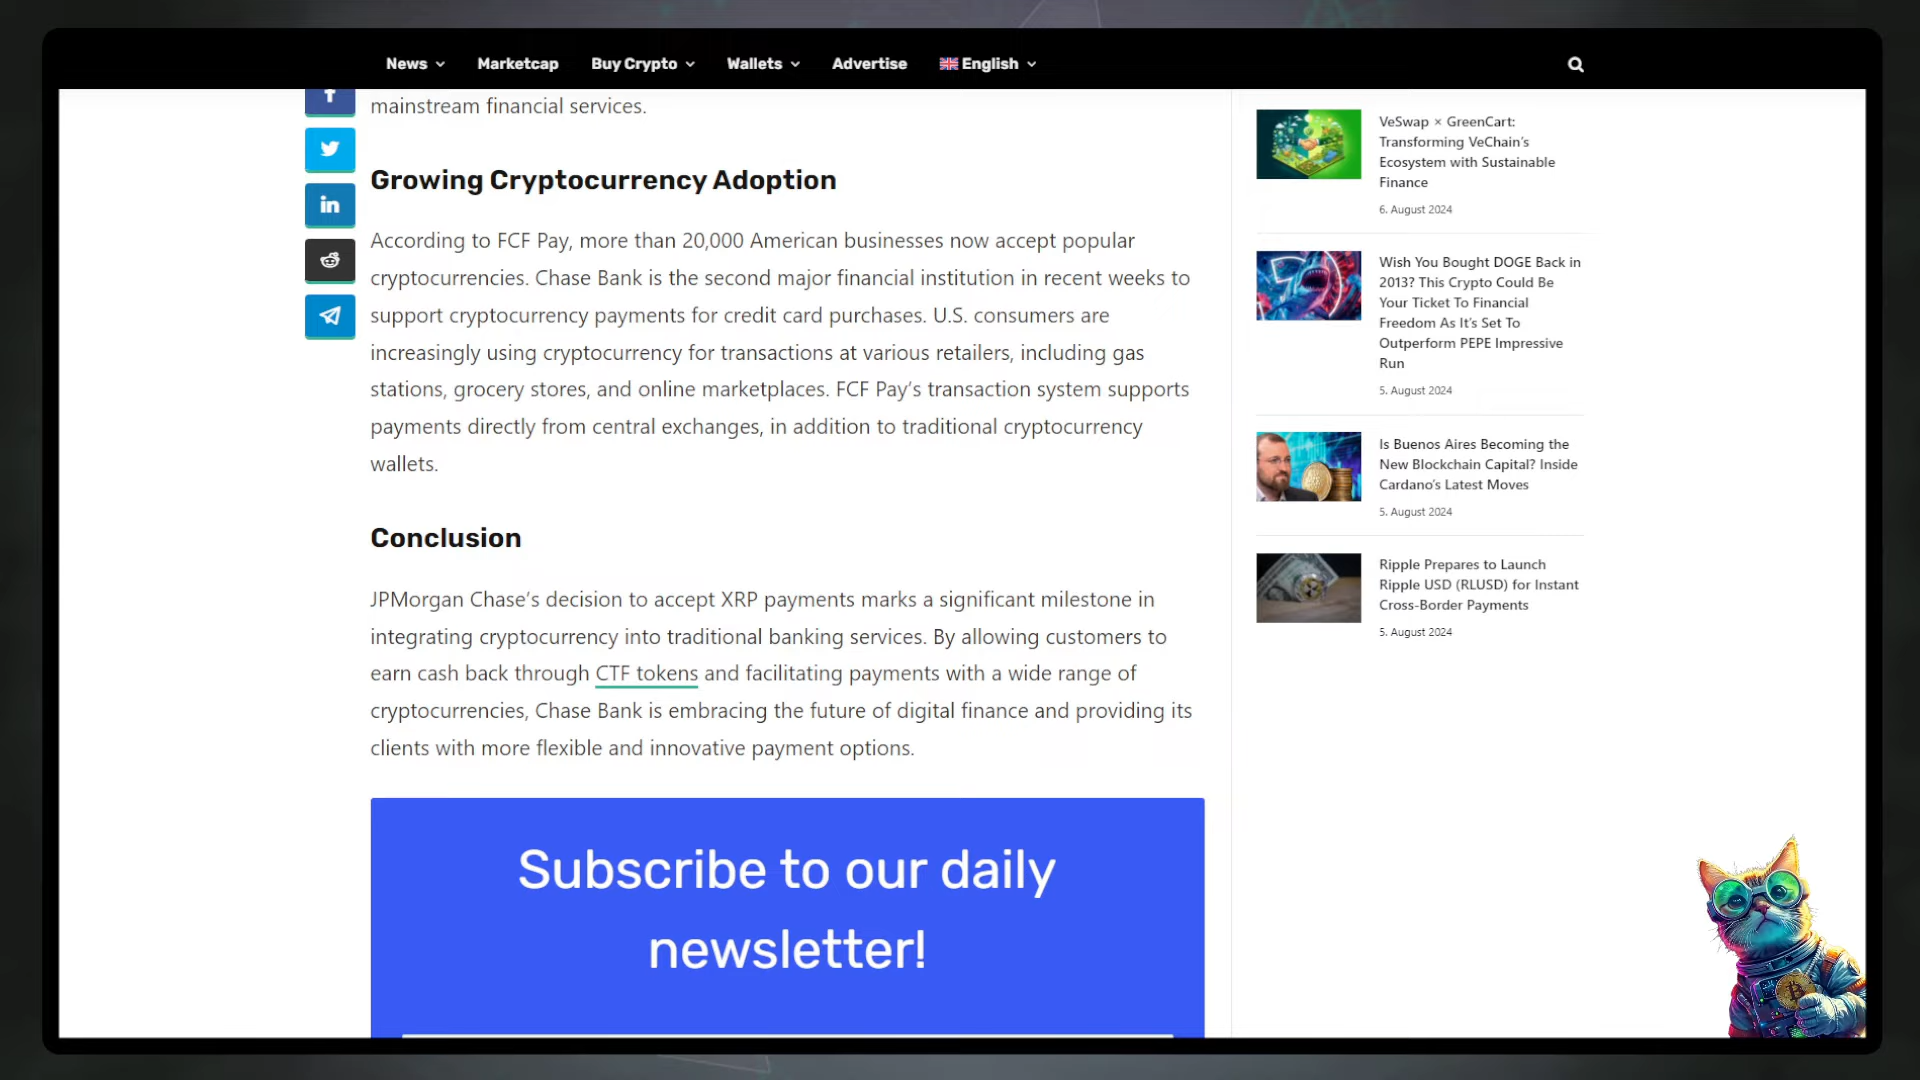 News
Marketcap
Buy Crypto
Wallets
Advertise
English
mainstream financial services.
Growing Cryptocurrency Adoption
According to FCF Pay, more than 20,000 American businesses now accept popular
cryptocurrencies. Chase Bank is the second major financial institution in recent weeks to
support cryptocurrency payments for credit card purchases. U.S. consumers are
increasingly using cryptocurrency for transactions at various retailers, including gas
stations, grocery stores, and online marketplaces. FCF Pay’s transaction system supports
payments directly from central exchanges, in addition to traditional cryptocurrency
wallets.
Conclusion
JPMorgan Chase’s decision to accept XRP payments marks a significant milestone in
integrating cryptocurrency into traditional banking services. By allowing customers to
earn cash back through CTF tokens and facilitating payments with a wide range of
cryptocurrencies, Chase Bank is embracing the future of digital finance and providing its
clients with more flexible and innovative payment options.
Subscribe to our daily
newsletter!
VeSwap × GreenCart:
Transforming VeChain’s
Ecosystem with Sustainable
Finance
6. August 2024
Wish You Bought DOGE Back in
2013? This Crypto Could Be
Your Ticket To Financial
Freedom As It’s Set To
Outperform PEPE Impressive
Run
5. August 2024
Is Buenos Aires Becoming the
New Blockchain Capital? Inside
Cardano’s Latest Moves
5. August 2024
Ripple Prepares to Launch
Ripple USD (RLUSD) for Instant
Cross-Border Payments
5. August 2024